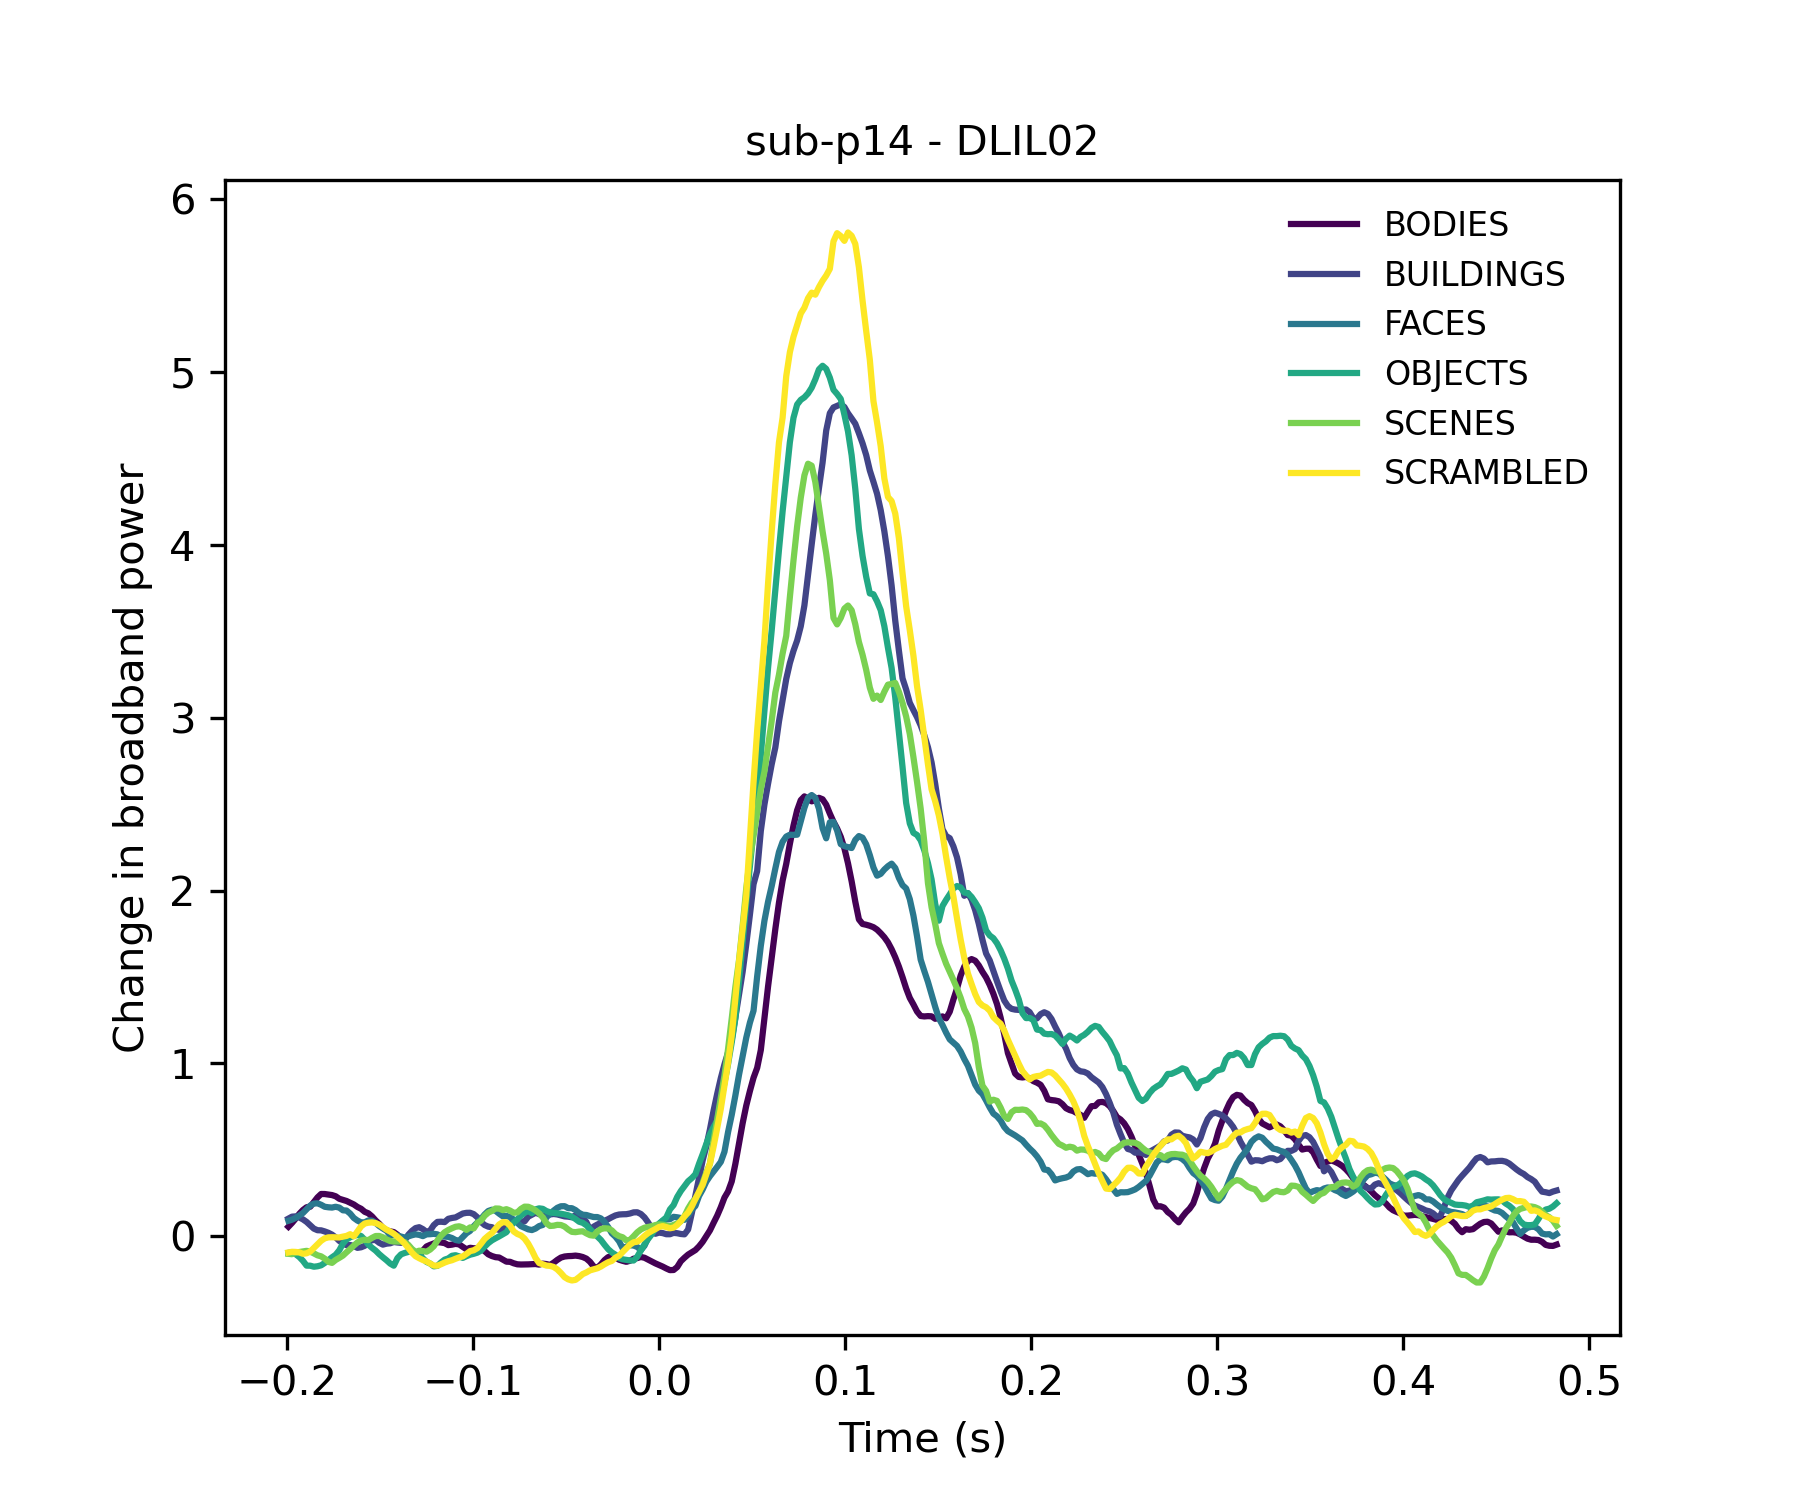 sub-p14 - DLIL02
Change in broadband power
6
5
4
3
2
1
0
BODIES
BUILDINGS
FACES
OBJECTS
SCENES
SCRAMBLED
−0.2 −0.1 0.0 0.1 0.2 0.3 0.4 0.5
Time (s)